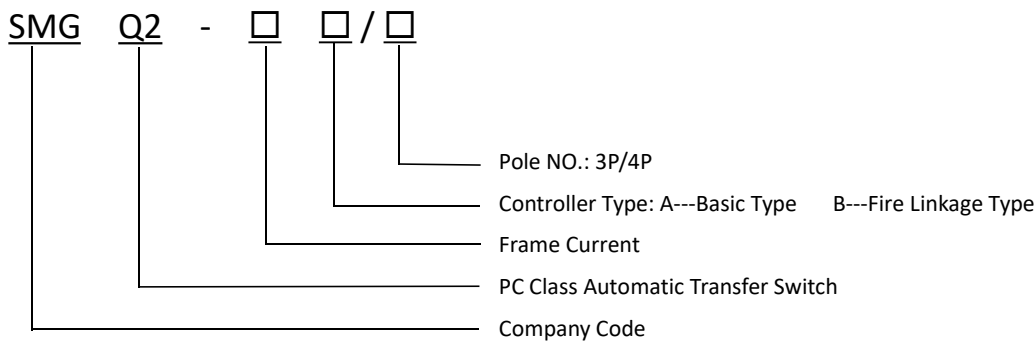 SMG Q2 - □ □ / □
Pole NO.: 3P/4P
Controller Type: A---Basic Type B---Fire Linkage Type
Frame Current
PC Class Automatic Transfer Switch
Company Code